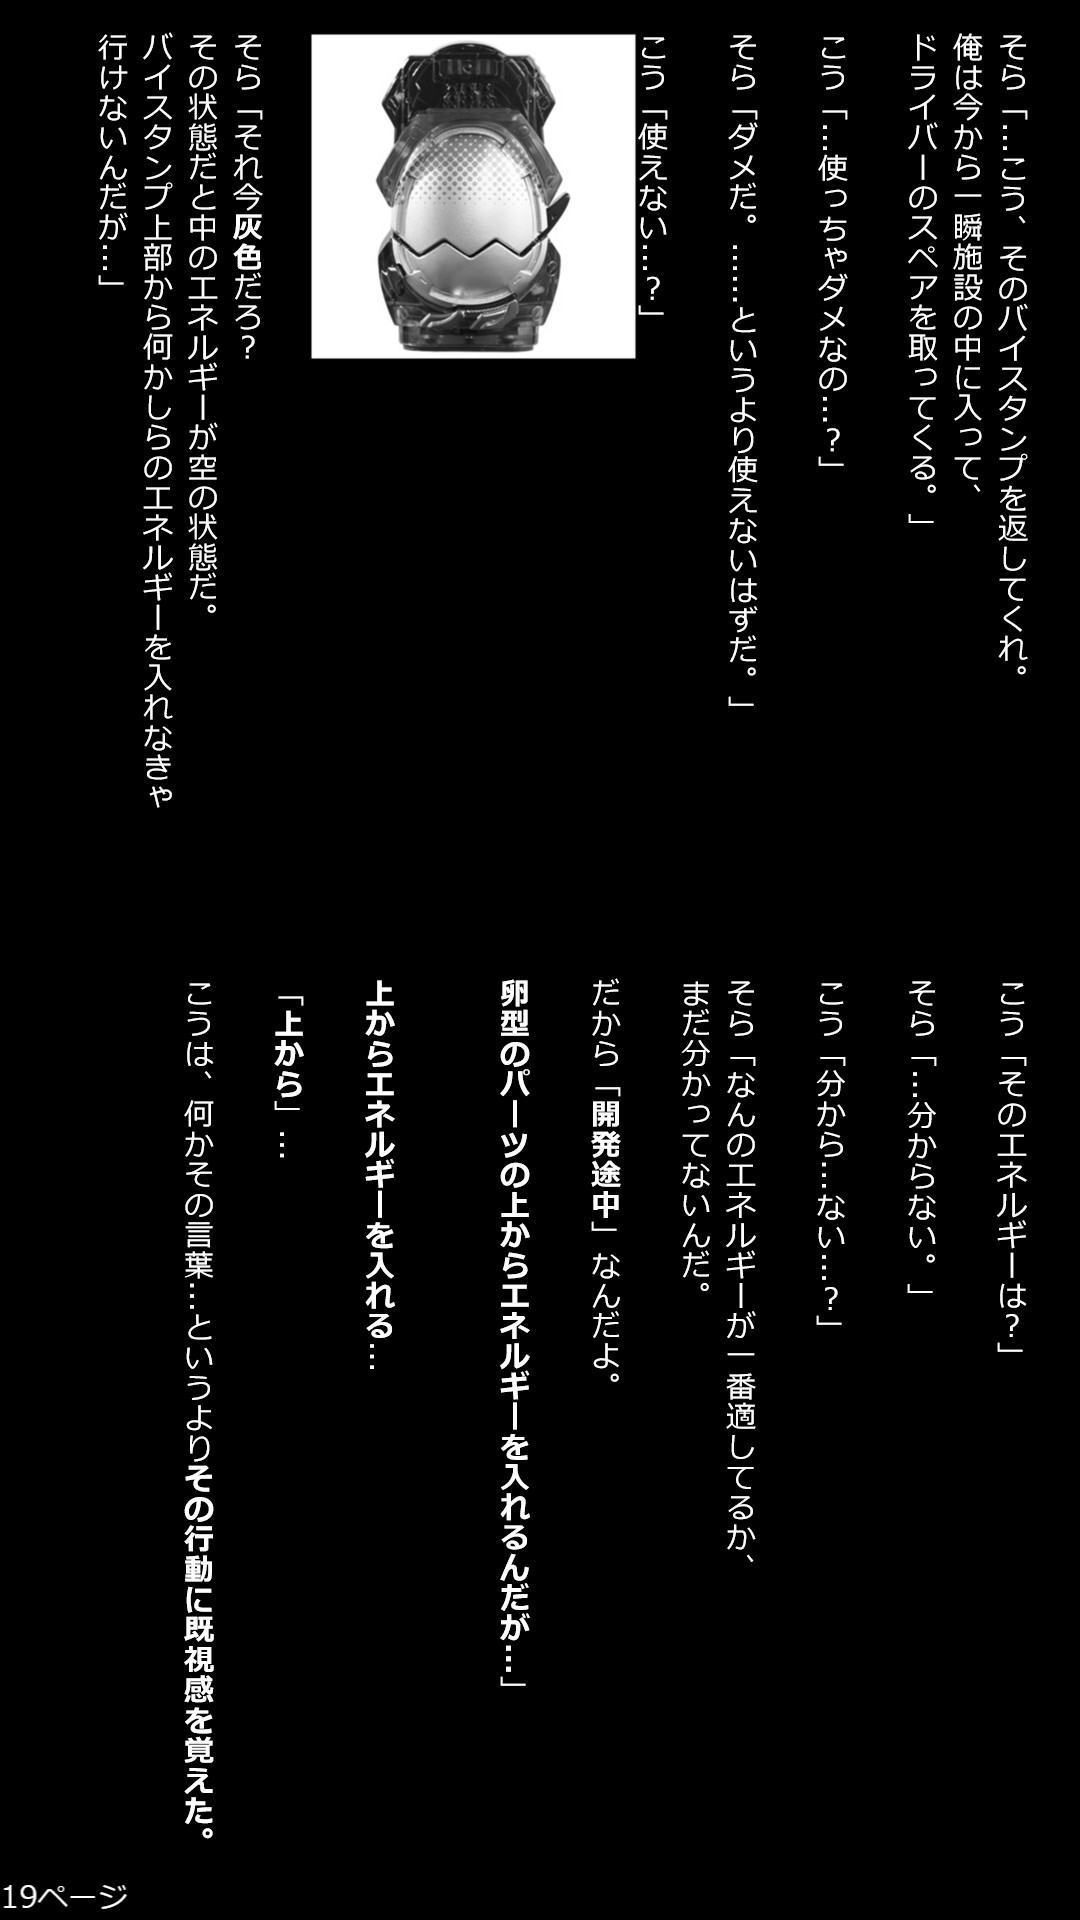 そら「…こう、そのバイスタンプを返してくれ。
俺は今から一瞬施設の中に入って、
ドライバーのスペアを取ってくる。」
こう「…使っちゃダメなの…?」
そら「ダメだ。……というより使えないはずだ。」
こう「使えない…?」
そら「それ今灰色だろ?
その状態だと中のエネルギーが空の状態だ。
バイスタンプ上部から何かしらのエネルギーを入れなきゃ
行けないんだが…」
こう「そのエネルギーは?」
そら「…分からない。」
こう「分から…ない…?」
そら「なんのエネルギーが一番適してるか、
まだ分かってないんだ。
だから「開発途中」なんだよ。
卵型のパーツの上からエネルギーを入れるんだが…」
上からエネルギーを入れる…
「上から」…
こうは、何かその言葉…というよりその行動に既視感を覚えた。
19ページ